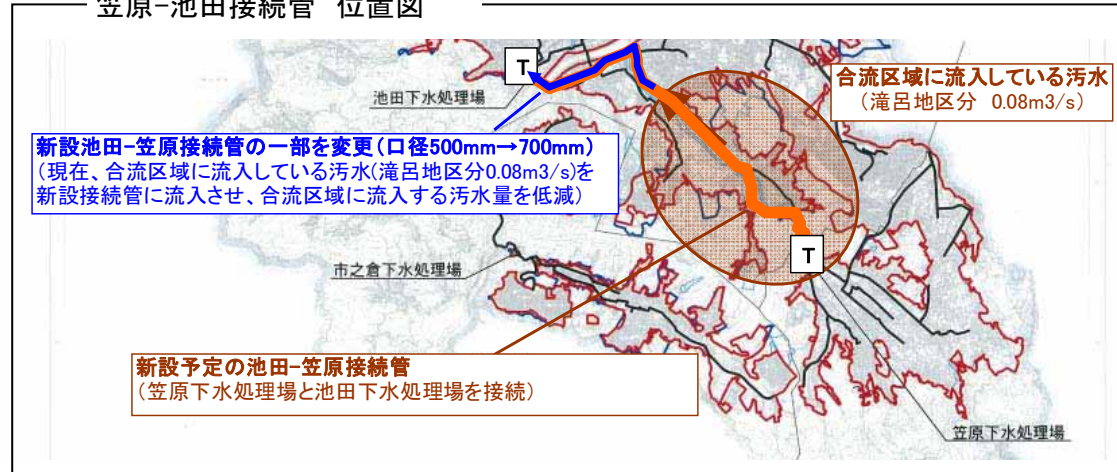 笠原-池田接続管 位置図
T
池田下水処理場
合流区域に流入している汚水
(滝呂地区分 0.08m3/s)
新設池田-笠原接続管の一部を変更(口径500mm→700mm)
(現在、合流区域に流入している汚水(滝呂地区分0.08m3/s)を
新設接続管に流入させ、合流区域に流入する汚水量を低減)
T
市之倉下水処理場
新設予定の池田-笠原接続管
(笠原下水処理場と池田下水処理場を接続)
笠原下水処理場